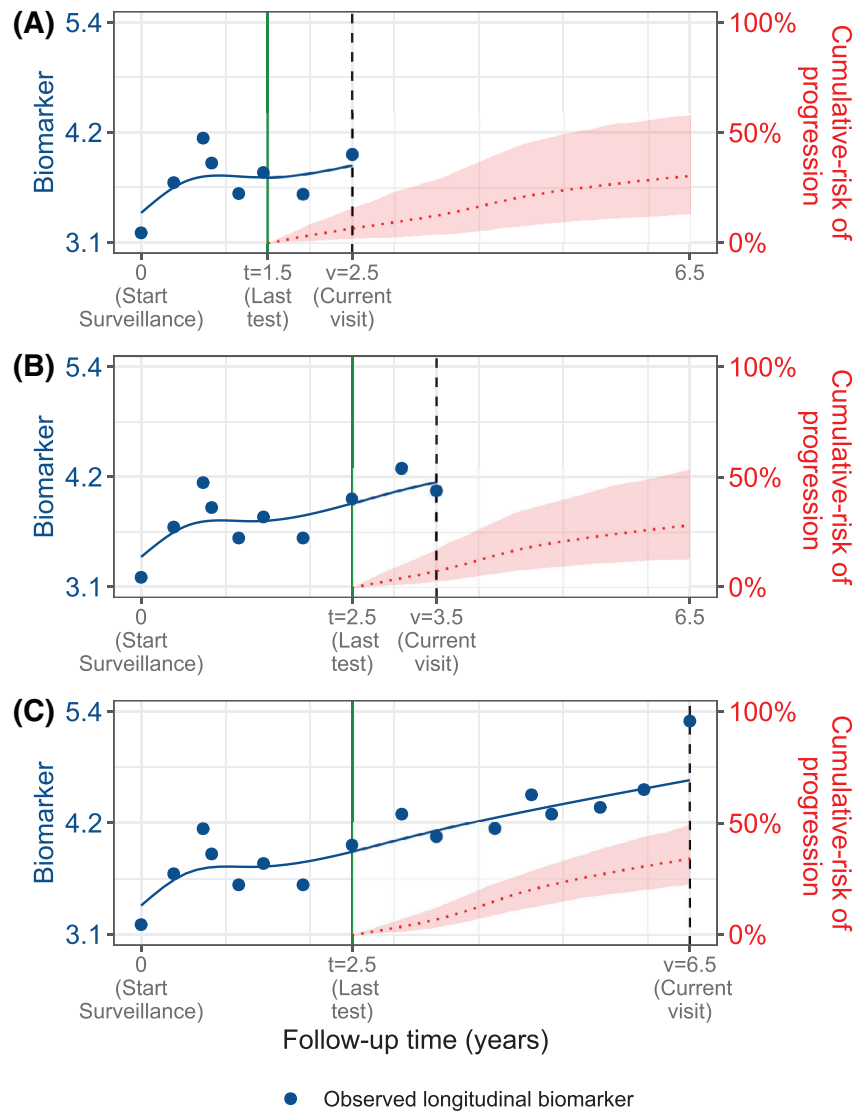 (A)
5.4
4.2
3.1
Biomarker
100%
50%
0%
Cumulative-risk of
progression
0
(Start
Surveillance)
t=1.5
(Last
test)
v=2.5
(Current
visit)
6.5
(B)
5.4
4.2
3.1
Biomarker
100%
50%
0%
Cumulative-risk of
progression
0
(Start
Surveillance)
t=2.5
(Last
test)
v=3.5
(Current
visit)
6.5
(C)
5.4
4.2
3.1
Biomarker
100%
50%
0%
Cumulative-risk of
progression
0
(Start
Surveillance)
t=2.5
(Last
test)
v=6.5
(Current
visit)
Follow-up time (years)
Observed longitudinal biomarker